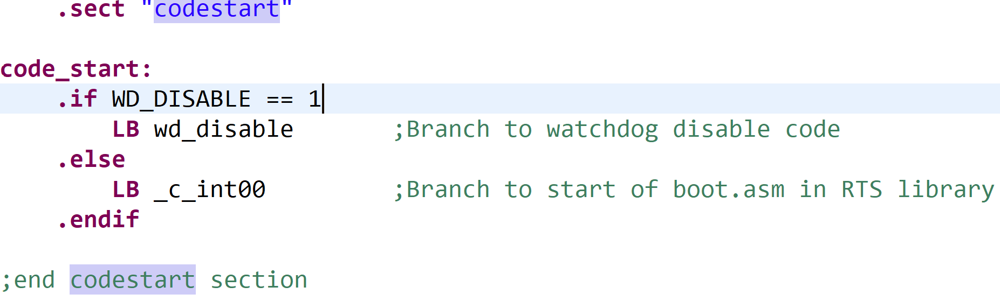 .sect "codestart"
code_start:
.if WD_DISABLE == 1
LB wd_disable ;Branch to watchdog disable code
.else
LB _c_int00 ;Branch to start of boot.asm in RTS library
.endif
;end codestart section